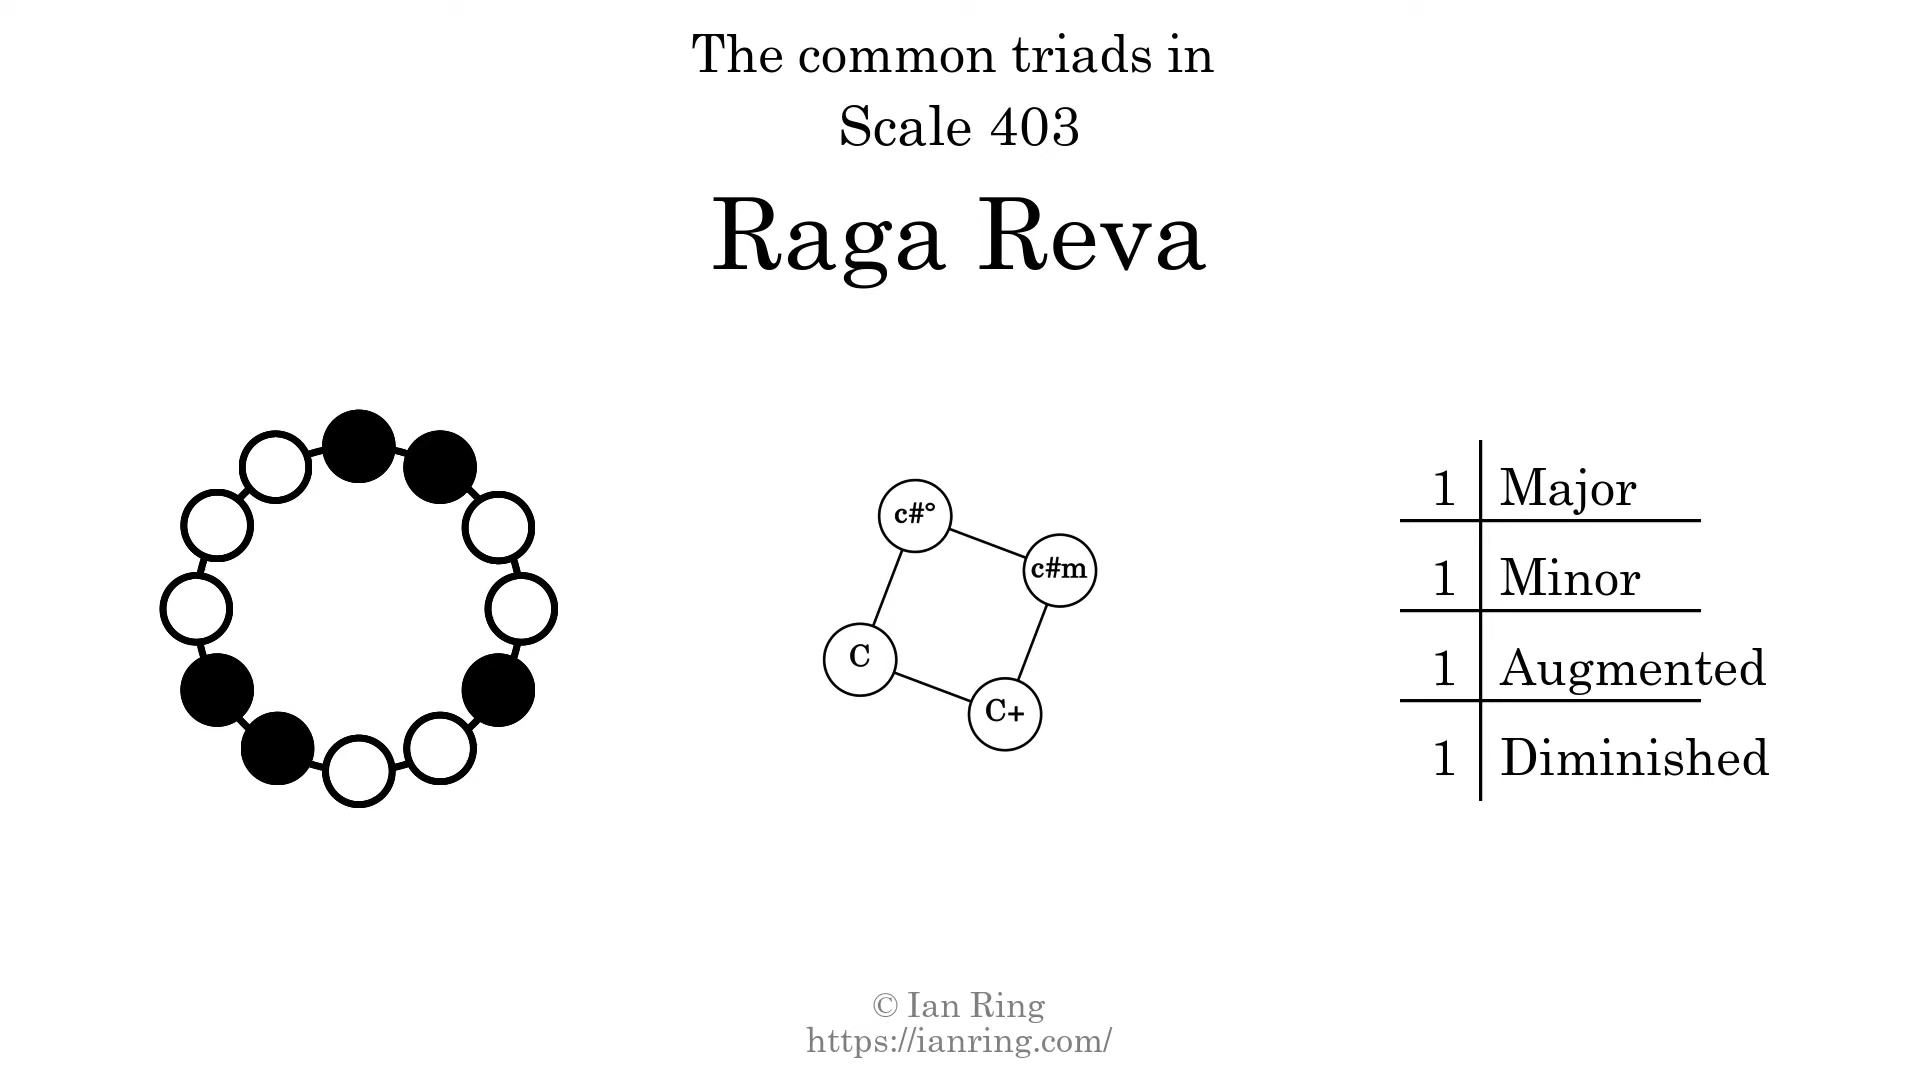 The common triads in
Scale 403
Raga Reva
c#°
c#m
C
C+
1 Major
1 Minor
1 Augmented
1 Diminished
© Ian Ring
https://ianring.com/